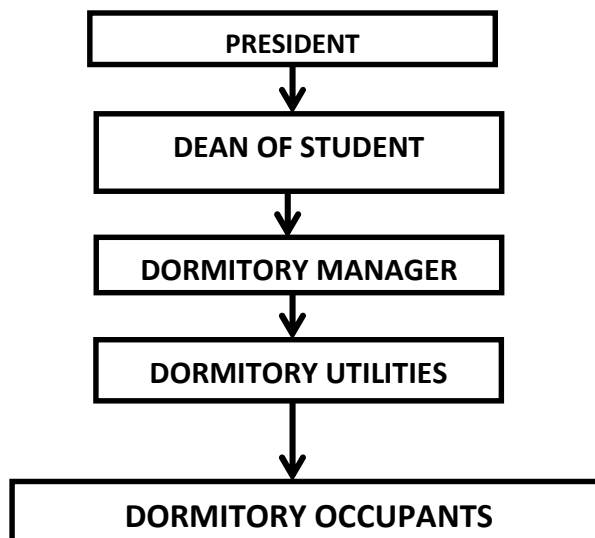 PRESIDENT
DEAN OF STUDENT
DORMITORY MANAGER
DORMITORY UTILITIES
DORMITORY OCCUPANTS